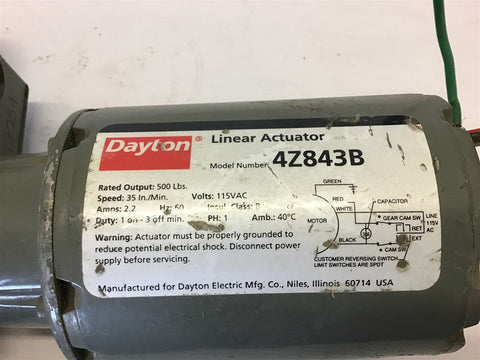 Dayton® Linear Actuator
Model Number: 4Z843B
Rated Output: 500 Lbs.
Speed: 35 In./Min. Volts: 115VAC
Amps: 2.2 Hz: 60 Insul. Class: B
Duty: 1 on - 3 off min. PH: 1 Amb.: 40°C
Warning: Actuator must be properly grounded to
reduce potential electrical shock. Disconnect power
supply before servicing.
GREEN
RED
WHITE
CAPACITOR
MOTOR
GEAR CAM SW
LINE
115V
AC
RET
EXT
BLACK
CAM SW
CUSTOMER REVERSING SWITCH
LIMIT SWITCHES ARE SPDT
Manufactured for Dayton Electric Mfg. Co., Niles, Illinois 60714 USA